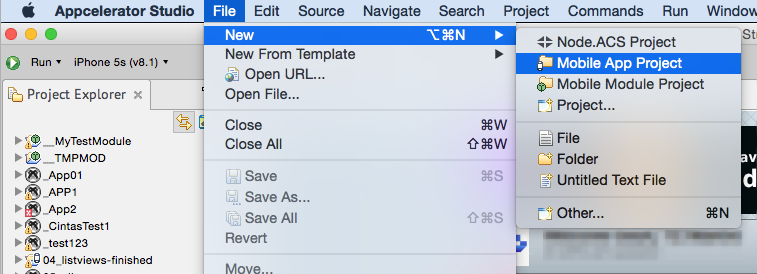 Appcelerator Studio File Edit Source Navigate Search Project Commands Run Window
Run iPhone 5s (v8.1)
Project Explorer
__MyTestModule
__TMPMOD
_App01
_APP1
_App2
_CintasTest1
_test123
04_listviews-finished
New ⌥⌘N
New From Template
Open URL...
Open File...
Close ⌘W
Close All ⇧⌘W
Save ⌘S
Save As...
Save All ⇧⌘S
Revert
Move...
Node.ACS Project
Mobile App Project
Mobile Module Project
Project...
File
Folder
Untitled Text File
Other... ⌘N
Stu
av
d